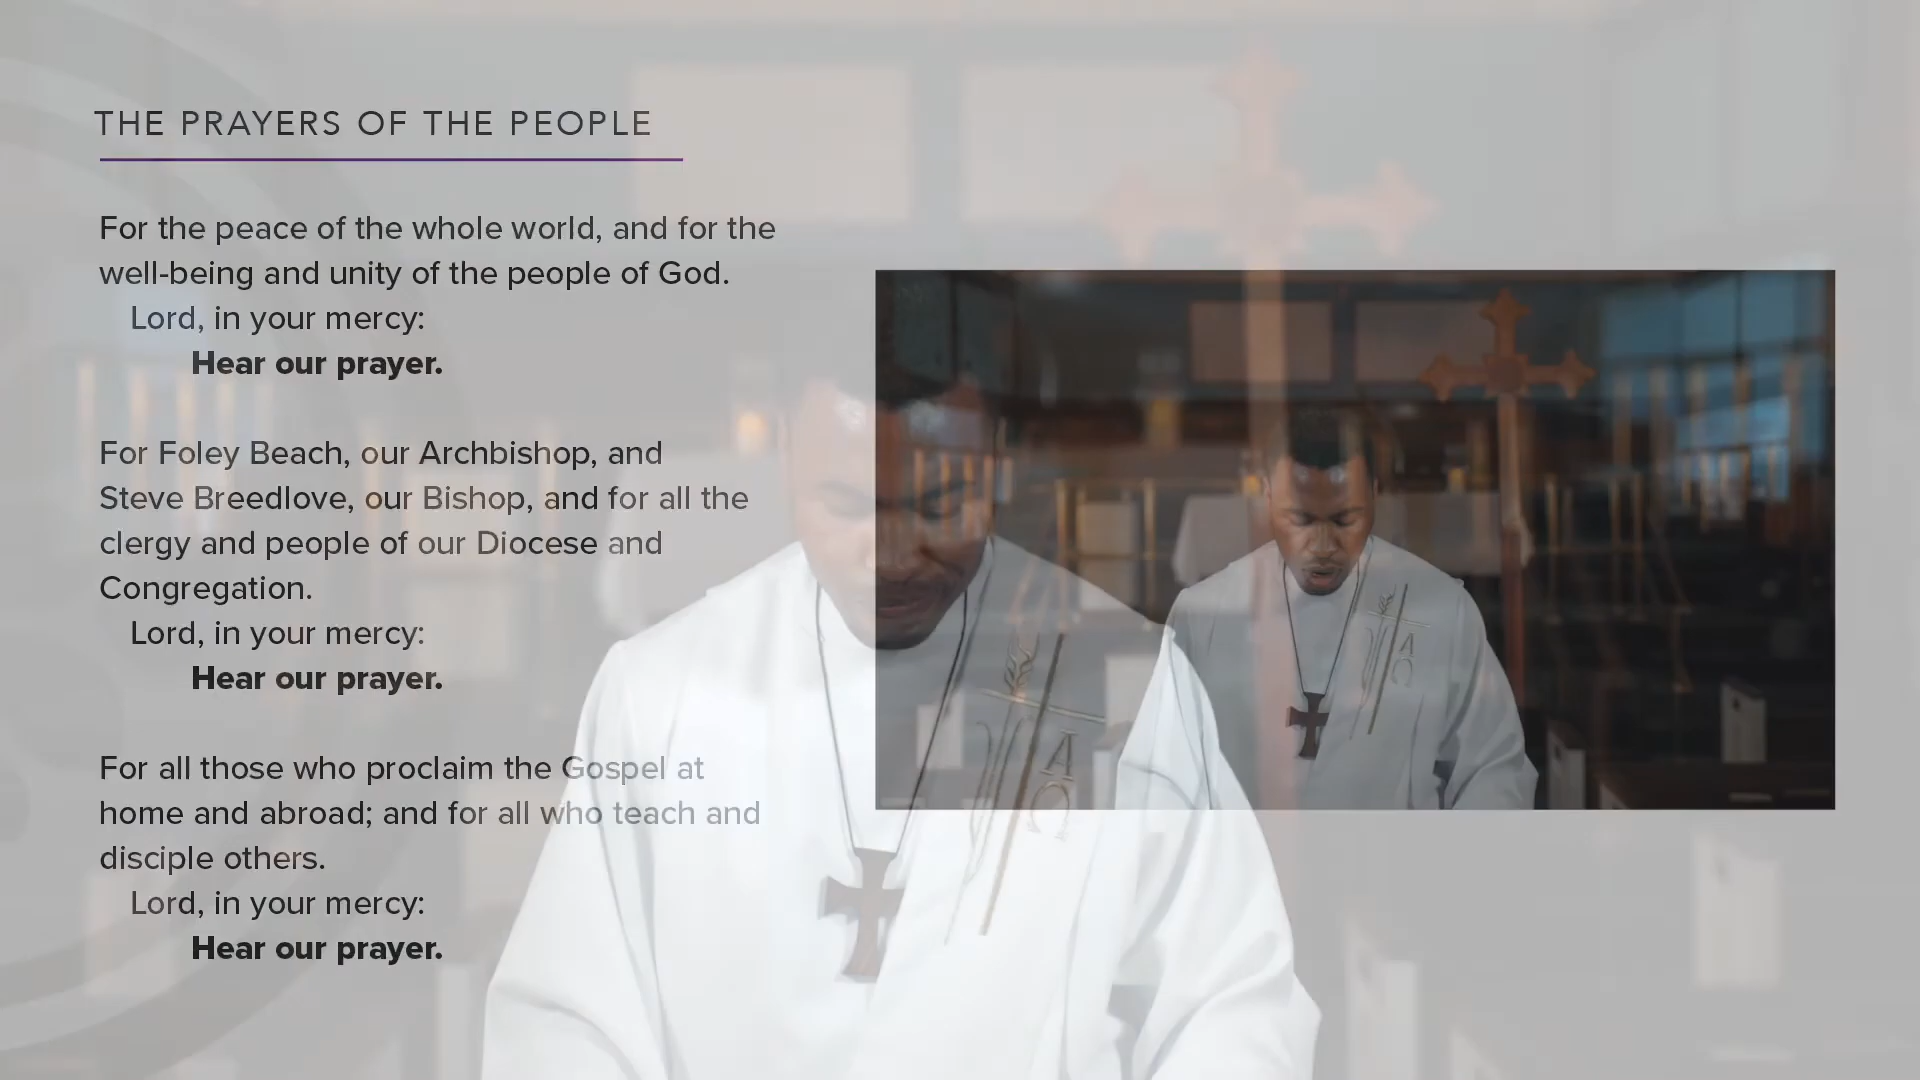 THE PRAYERS OF THE PEOPLE
For the peace of the whole world, and for the
well-being and unity of the people of God.
Lord, in your mercy:
Hear our prayer.
For Foley Beach, our Archbishop, and
Steve Breedlove, our Bishop, and for all the
clergy and people of our Diocese and
Congregation.
Lord, in your mercy:
Hear our prayer.
For all those who proclaim the Gospel at
home and abroad; and for all who teach and
disciple others.
Lord, in your mercy:
Hear our prayer.
Α
Ω
Α
Ω